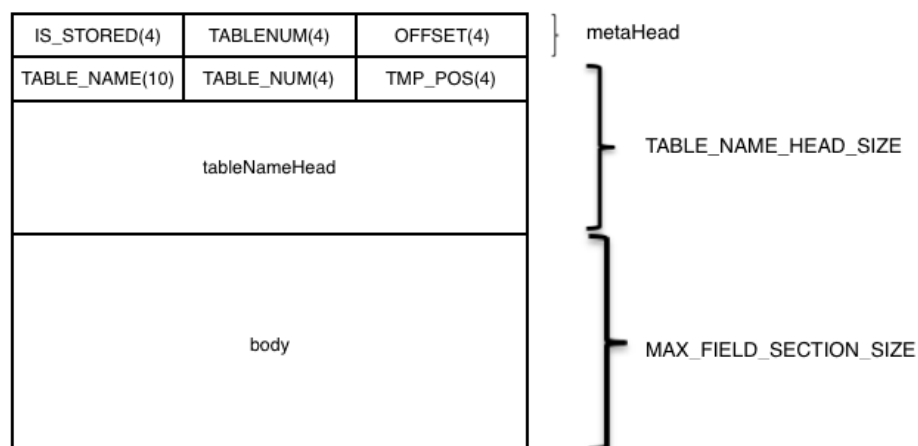 IS_STORED(4) TABLENUM(4) OFFSET(4) metaHead
TABLE_NAME(10) TABLE_NUM(4) TMP_POS(4)
TABLE_NAME_HEAD_SIZE
tableNameHead
body
MAX_FIELD_SECTION_SIZE